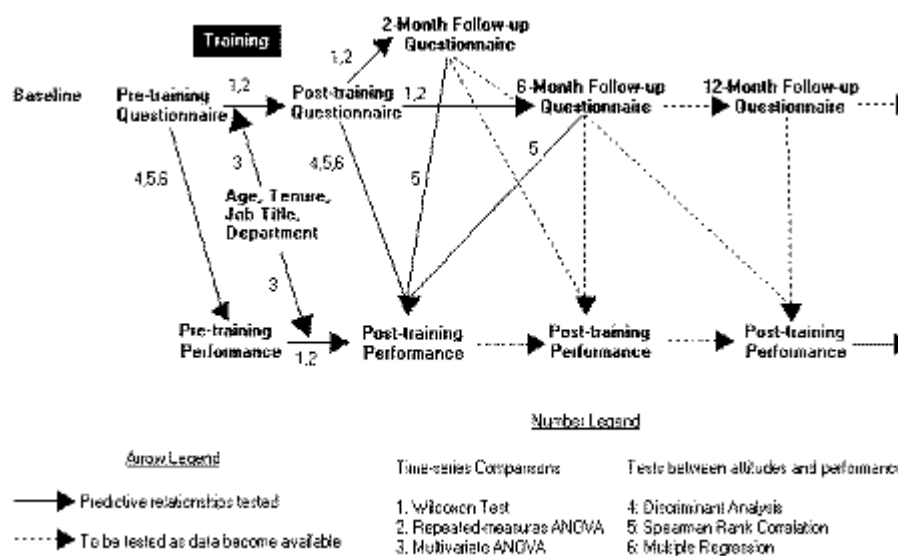 Training
2-Month Follow-up
Questionnaire
1,2
Baseline
Pre-training
Questionnaire
1,2
Post-training
Questionnaire
1,2
6-Month Follow-up
Questionnaire
12-Month Follow-up
Questionnaire
4,5,6
3
Age, Tenure,
Job Title,
Department
4,5,6
5
5
3
Pre-training
Performance
1,2
Post-training
Performance
Post-training
Performance
Post-training
Performance
Number Legend
Arrow Legend
Time-series Comparisons
Tests between attitudes and performance
Predictive relationships tested
To be tested as data become available
1. Wilcoxon Test
2. Repeated-measures ANOVA
3. Multivariate ANOVA
4: Discriminant Analysis
5: Spearman Rank Correlation
6: Multiple Regression